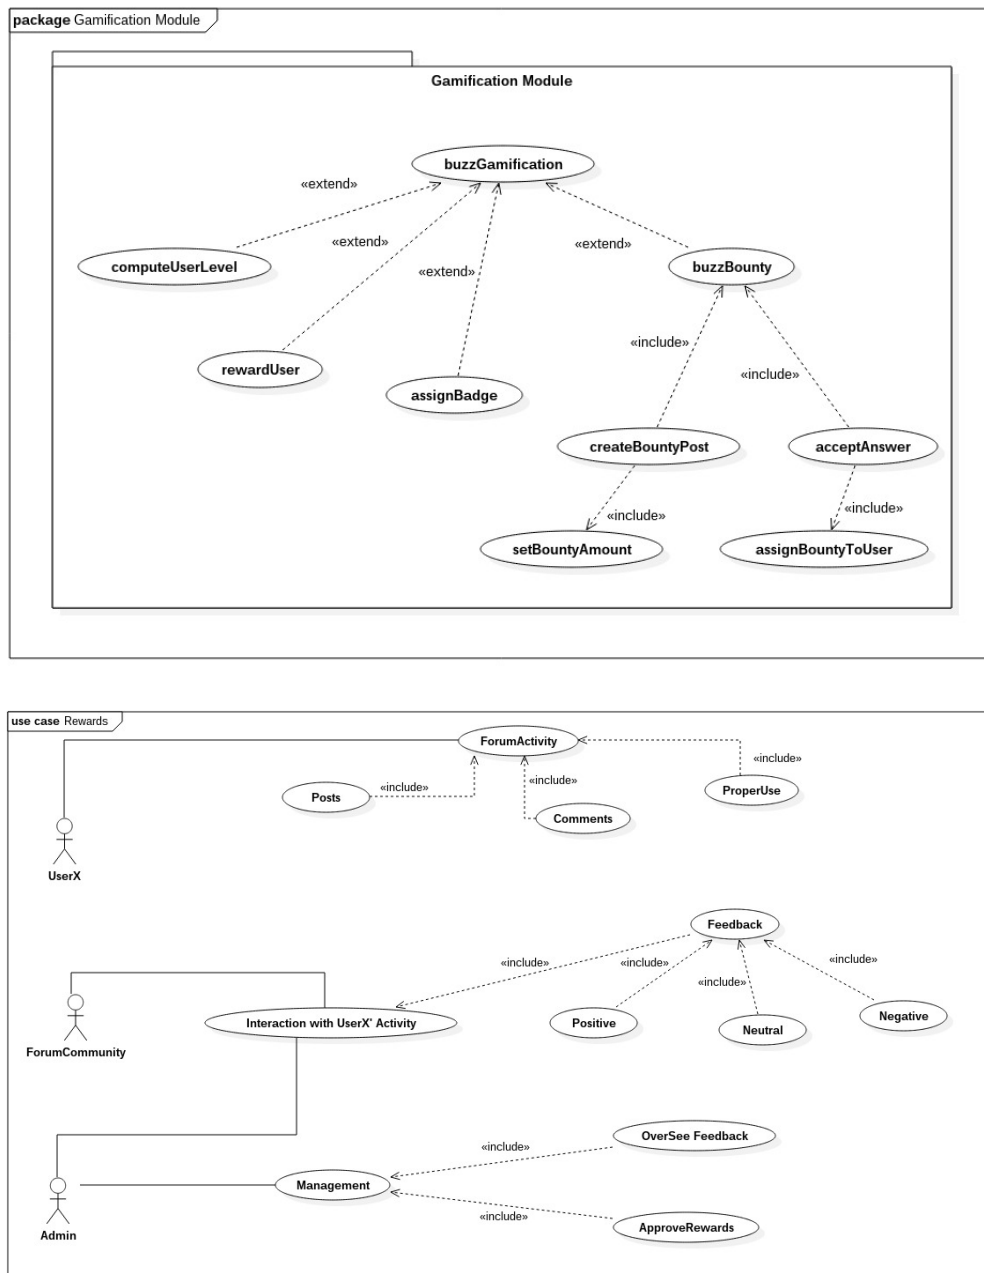 package Gamification Module
Gamification Module
buzzGamification
«extend»
«extend»
«extend»
«extend»
computeUserLevel
buzzBounty
rewardUser
assignBadge
«include»
«include»
createBountyPost
acceptAnswer
«include»
«include»
setBountyAmount
assignBountyToUser
use case Rewards
ForumActivity
«include»
«include»
«include»
Posts
Comments
ProperUse
UserX
Feedback
«include»
«include»
«include»
«include»
Interaction with UserX' Activity
Positive
Neutral
Negative
ForumCommunity
OverSee Feedback
«include»
Management
«include»
ApproveRewards
Admin